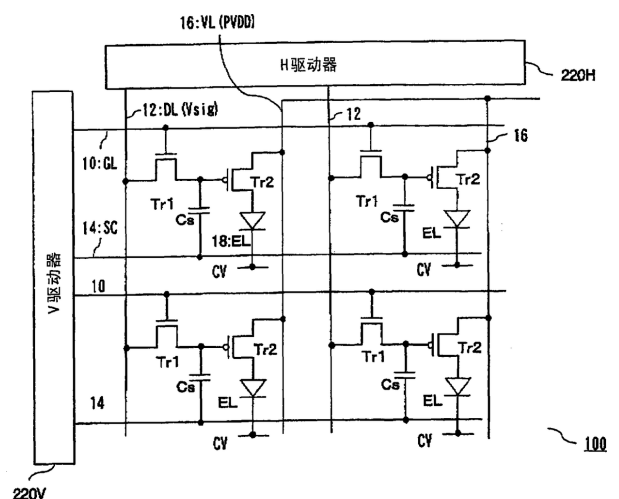 16:VL(PVDD)
H驱动器
220H
12:DL(Vsig)
12
16
10:GL
Tr1
Cs
Tr2
18:EL
CV
Tr1
Cs
Tr2
EL
CV
14:SC
V驱动器
10
Tr1
Cs
Tr2
EL
CV
Tr1
Cs
Tr2
EL
CV
14
100
220V